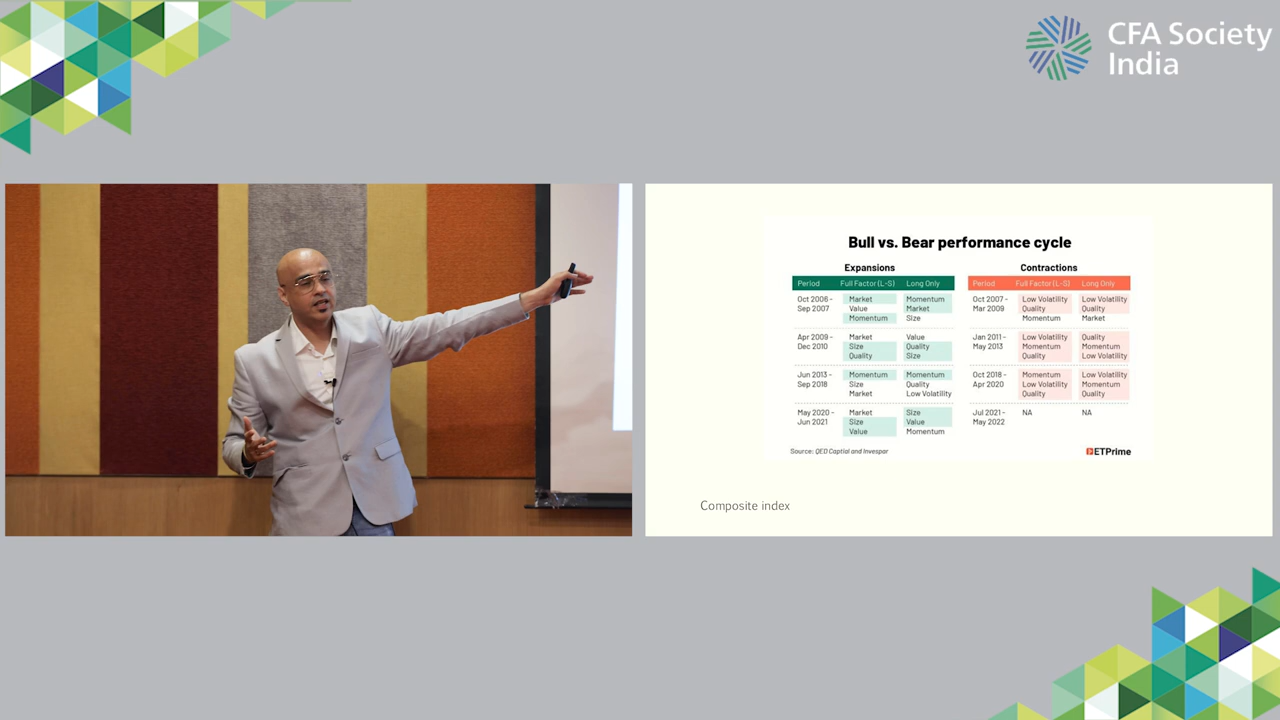 CFA Society
India
Bull vs. Bear performance cycle
Expansions
Period Full Factor (L-S) Long Only
Oct 2006 - Market Momentum
Sep 2007 Value Market
Momentum Size
Apr 2009 - Market Value
Dec 2010 Size Quality
Quality Size
Jun 2013 - Momentum Momentum
Sep 2018 Size Quality
Market Low Volatility
May 2020 - Market Size
Jun 2021 Size Value
Value Momentum
Contractions
Period Full Factor (L-S) Long Only
Oct 2007 - Low Volatility Low Volatility
Mar 2009 Quality Quality
Momentum Market
Jan 2011 - Low Volatility Quality
May 2013 Momentum Momentum
Quality Low Volatility
Oct 2018 - Momentum Low Volatility
Apr 2020 Low Volatility Momentum
Quality Quality
Jul 2021 - NA NA
May 2022
Source: QED Captial and Invespar
ETPrime
Composite index